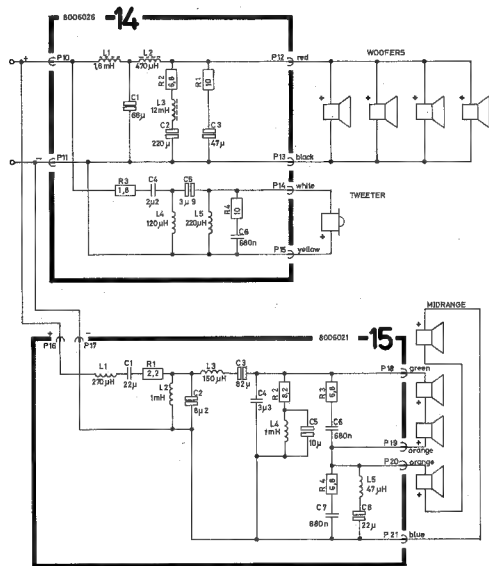 8006026 -14
P10
L1
1,8mH
L2
470µH
P12 red
WOOFERS
R2
6,8
R1
10
C1
68µ
L3
12mH
C2
220µ
C3
47µ
P11
P13 black
R3
1,8
C4
2µ2
C5
3µ9
P14 white
TWEETER
R4
10
L4
120µH
L5
220µH
C6
680n
P15 yellow
MIDRANGE
P16 P17
8006021 -15
L1
270µH
C1
22µ
R1
2,2
L3
150µH
C3
82µ
P18 green
L2
1mH
C2
C4
3µ3
R2
8,2
R3
6,8
L4
1mH
C5
10µ
C6
680n
P19 orange
P20 orange
R4
6,8
L5
47µH
C7
680n
C8
22µ
P21 blue